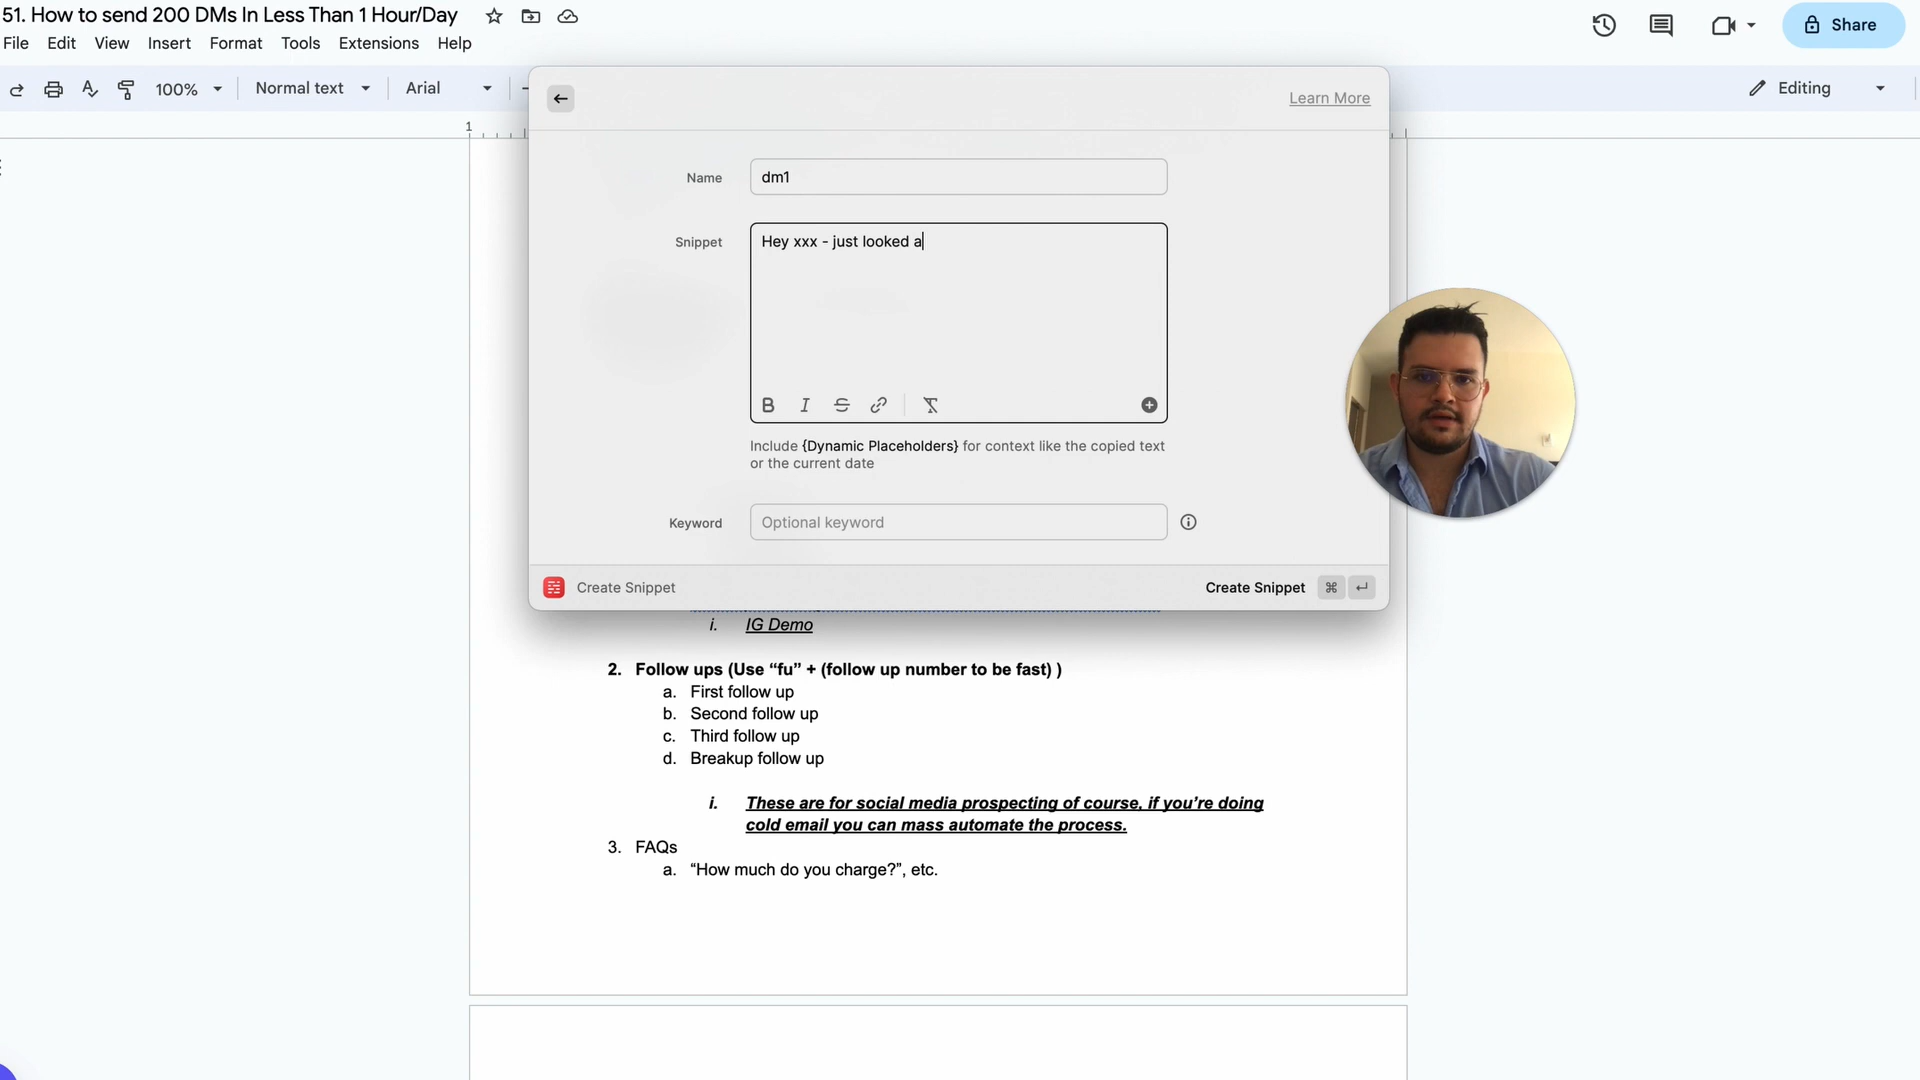 51. How to send 200 DMs In Less Than 1 Hour/Day
Share
File Edit View Insert Format Tools Extensions Help
100% Normal text Arial Editing
1
Learn More
Name dm1
Snippet Hey xxx - just looked a
B I S
Include {Dynamic Placeholders} for context like the copied text
or the current date
Keyword Optional keyword
Create Snippet Create Snippet ⌘ ↵
i. IG Demo
2. Follow ups (Use “fu” + (follow up number to be fast) )
a. First follow up
b. Second follow up
c. Third follow up
d. Breakup follow up
i. These are for social media prospecting of course, if you’re doing
cold email you can mass automate the process.
3. FAQs
a. “How much do you charge?”, etc.